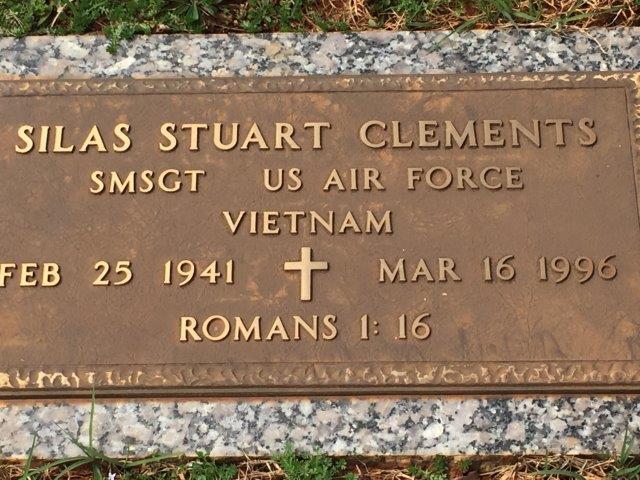 SILAS STUART CLEMENTS
SMSGT US AIR FORCE
VIETNAM
FEB 25 1941 MAR 16 1996
ROMANS 1: 16